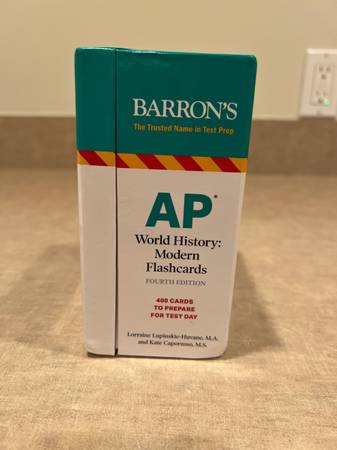 BARRON'S
The Trusted Name in Test Prep
AP®
World History:
Modern
Flashcards
FOURTH EDITION
400 CARDS
TO PREPARE
FOR TEST DAY
Lorraine Lupinskie-Huvane, M.A.
and Kate Caporusso, M.S.